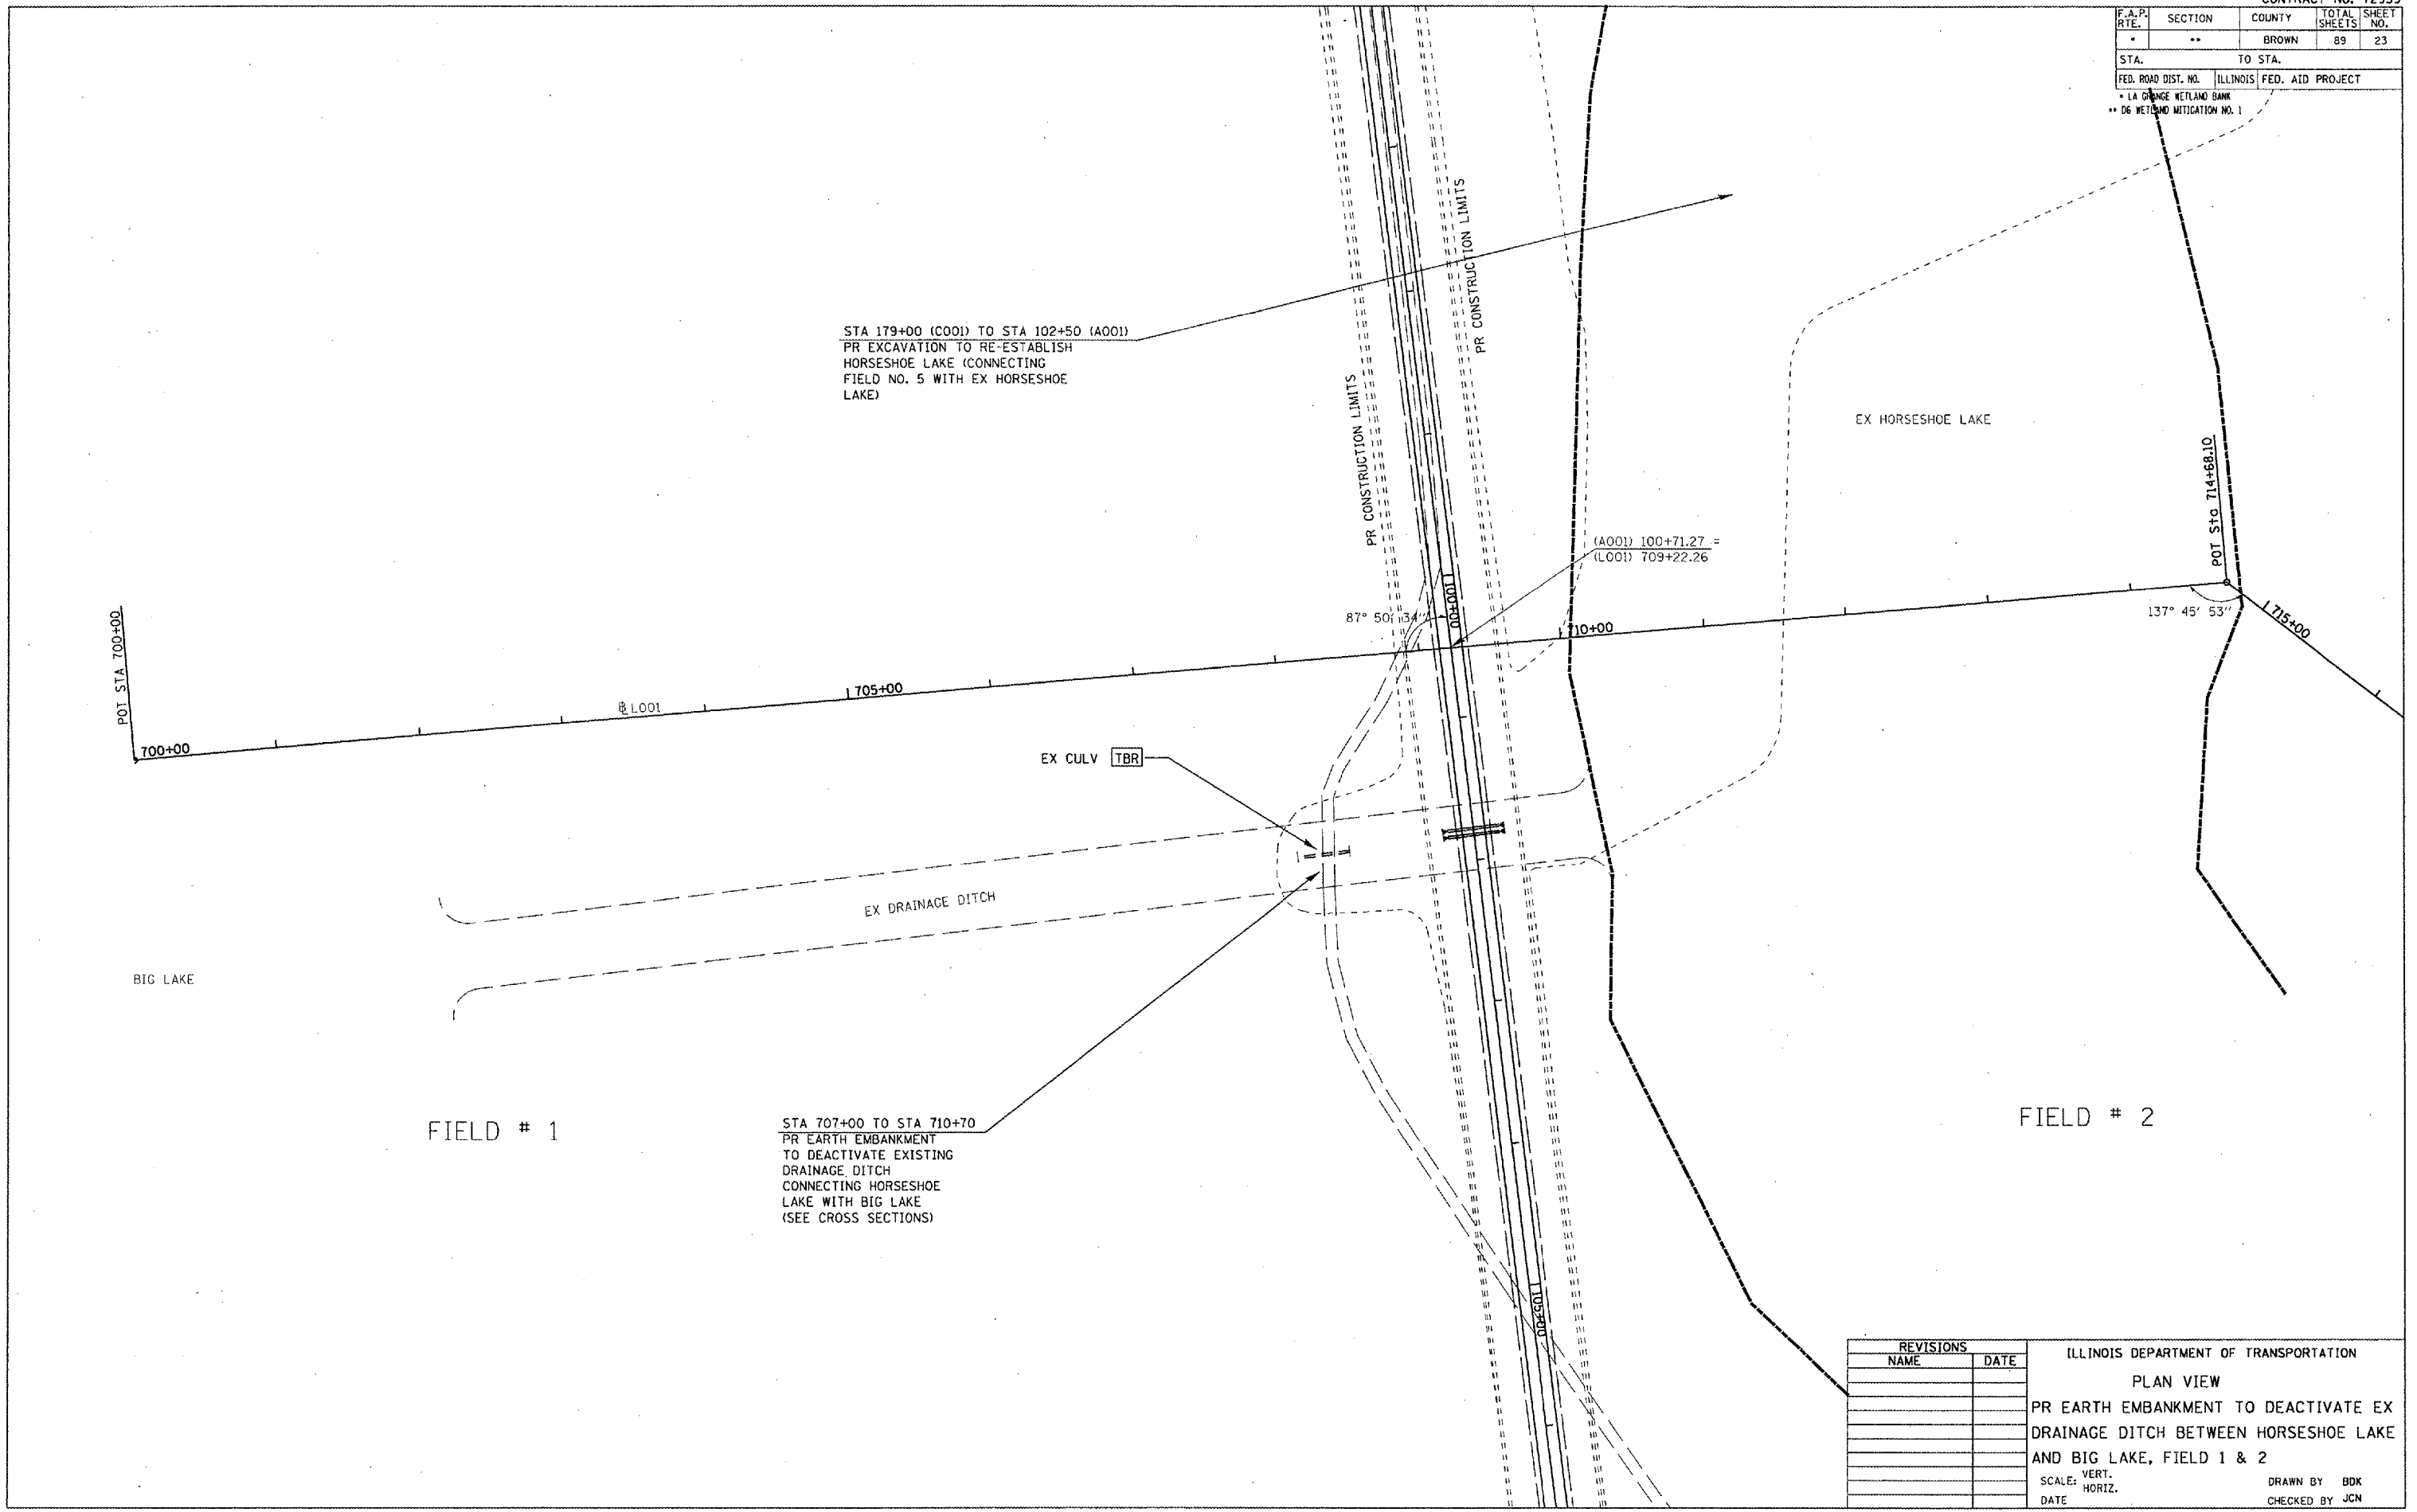 F.A.P. RTE. SECTION COUNTY TOTAL SHEETS SHEET NO.
* ** BROWN 89 23
STA. TO STA.
FED. ROAD DIST. NO. ILLINOIS FED. AID PROJECT
* LA GRANGE WETLAND BANK
** D6 WETLAND MITIGATION NO. 1
PR CONSTRUCTION LIMITS
STA 179+00 (C001) TO STA 102+50 (A001)
PR EXCAVATION TO RE-ESTABLISH
HORSESHOE LAKE (CONNECTING
FIELD NO. 5 WITH EX HORSESHOE
LAKE)
PR CONSTRUCTION LIMITS
EX HORSESHOE LAKE
POT Sta 714+68.10
(A001) 100+71.27 =
(L001) 709+22.26
100+00
87° 50' 34"
137° 45' 53"
715+00
710+00
705+00
℄ L001
POT STA 700+00
700+00
EX CULV TBR
EX DRAINAGE DITCH
BIG LAKE
FIELD # 1
FIELD # 2
STA 707+00 TO STA 710+70
PR EARTH EMBANKMENT
TO DEACTIVATE EXISTING
DRAINAGE DITCH
CONNECTING HORSESHOE
LAKE WITH BIG LAKE
(SEE CROSS SECTIONS)
105+00
REVISIONS
NAME DATE
ILLINOIS DEPARTMENT OF TRANSPORTATION
PLAN VIEW
PR EARTH EMBANKMENT TO DEACTIVATE EX
DRAINAGE DITCH BETWEEN HORSESHOE LAKE
AND BIG LAKE, FIELD 1 & 2
SCALE: VERT. HORIZ.
DATE
DRAWN BY BDK
CHECKED BY JCN